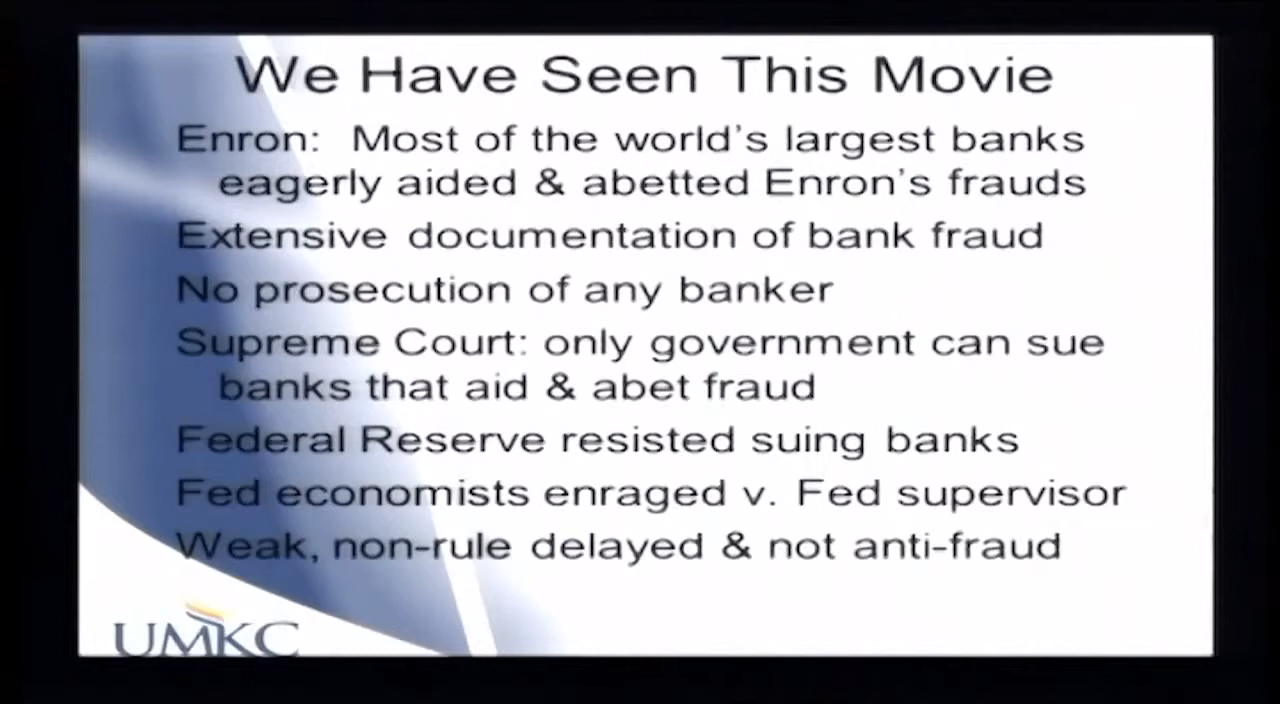 We Have Seen This Movie
Enron: Most of the world's largest banks
eagerly aided & abetted Enron's frauds
Extensive documentation of bank fraud
No prosecution of any banker
Supreme Court: only government can sue
banks that aid & abet fraud
Federal Reserve resisted suing banks
Fed economists enraged v. Fed supervisor
Weak, non-rule delayed & not anti-fraud
UMKC